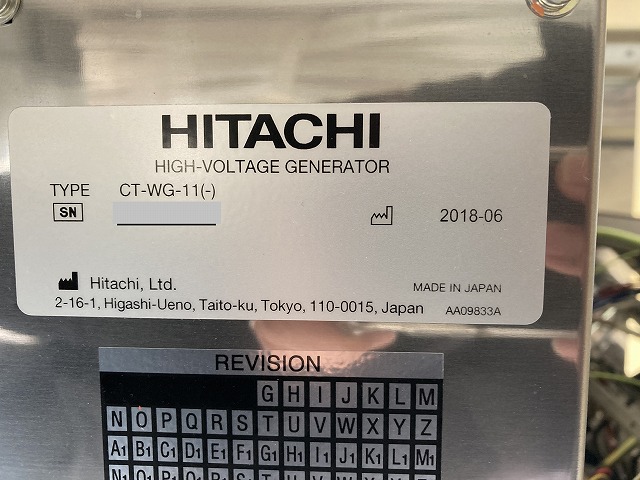 HITACHI
HIGH-VOLTAGE GENERATOR
TYPE CT-WG-11(-)
SN
2018-06
Hitachi, Ltd.
MADE IN JAPAN
2-16-1, Higashi-Ueno, Taito-ku, Tokyo, 110-0015, Japan
AA09833A
REVISION
G H I J K L M
N O P Q R S T U V W X Y Z
A1 B1 C1 D1 E1 F1 G1 H1 I1 J1 K1 L1 M1